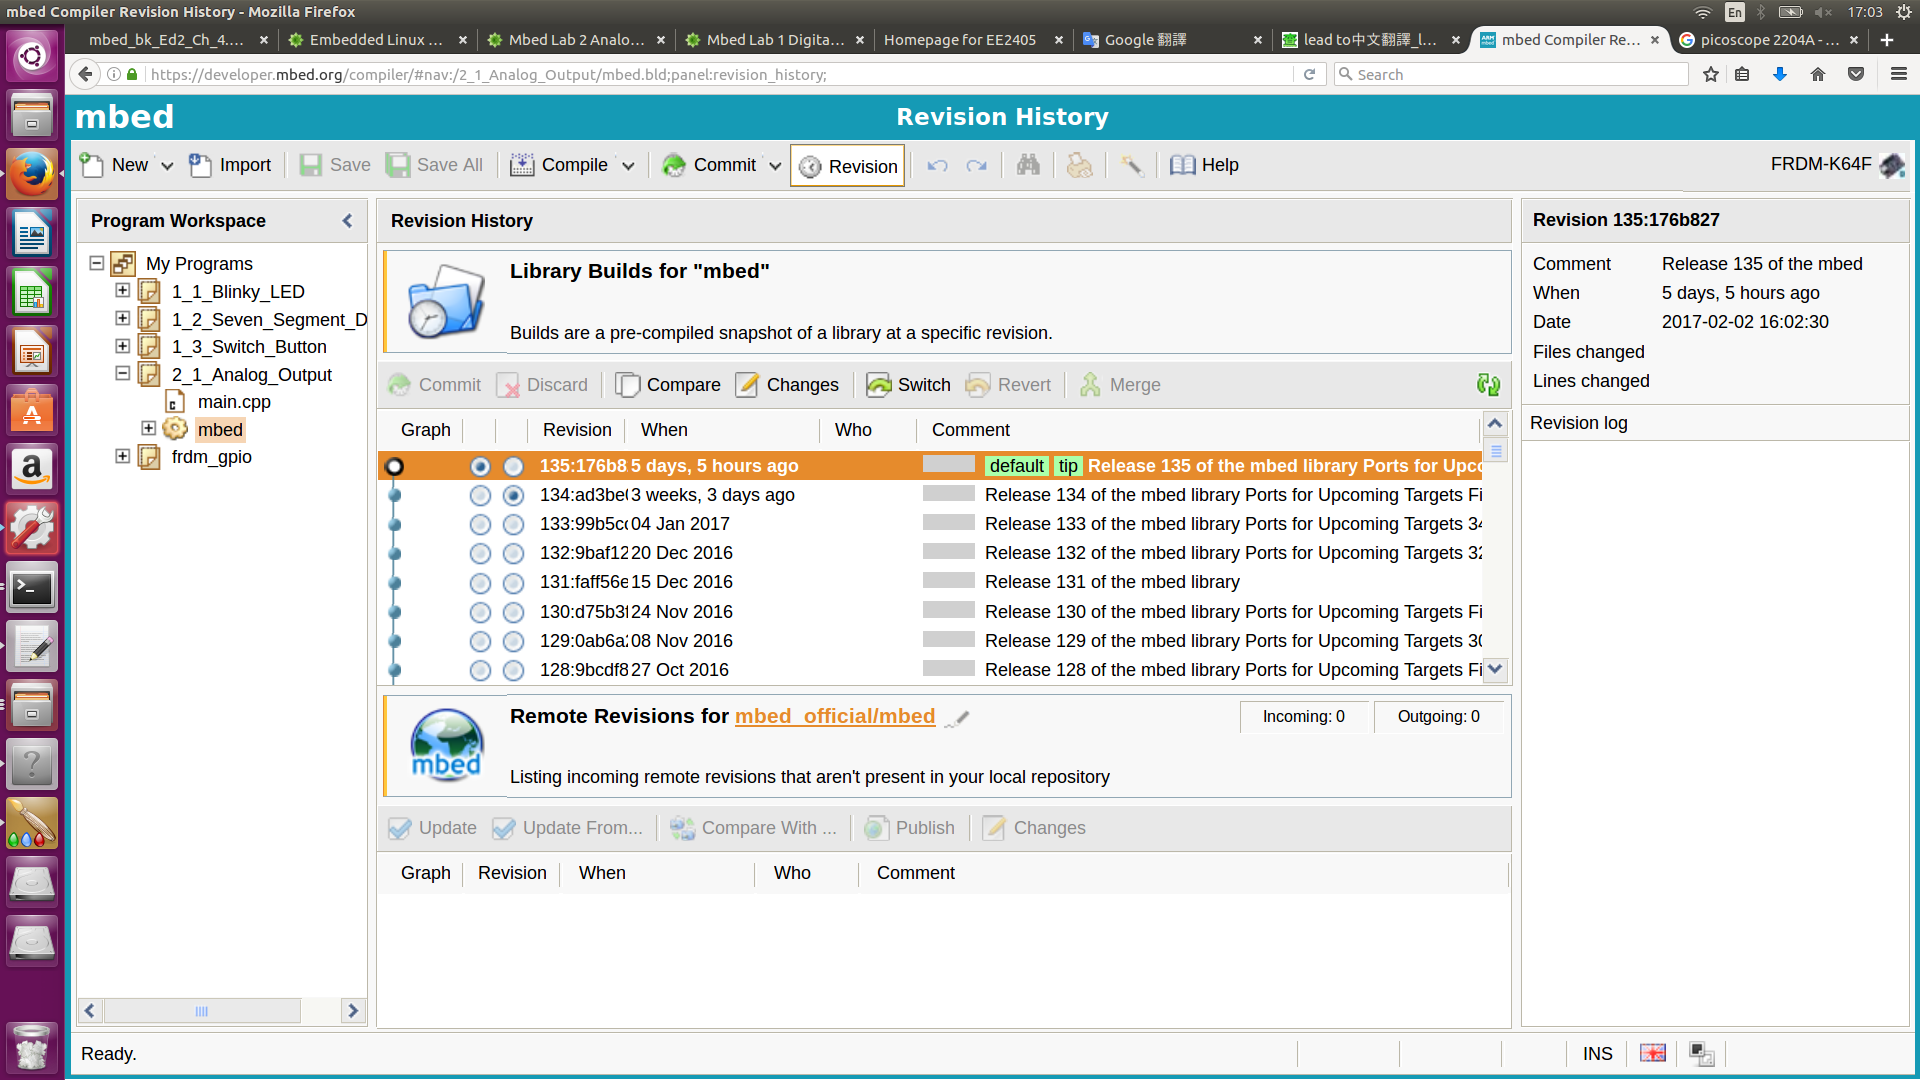 mbed Compiler Revision History - Mozilla Firefox
En
17:03
mbed_bk_Ed2_Ch_4....
Embedded Linux ...
Mbed Lab 2 Analo...
Mbed Lab 1 Digita...
Homepage for EE2405
Google 翻譯
lead to中文翻譯_l...
mbed Compiler Re...
picoscope 2204A - ...
https://developer.mbed.org/compiler/#nav:/2_1_Analog_Output/mbed.bld;panel:revision_history;
Search
mbed
Revision History
New
Import
Save
Save All
Compile
Commit
Revision
Help
FRDM-K64F
Program Workspace
My Programs
1_1_Blinky_LED
1_2_Seven_Segment_D
1_3_Switch_Button
2_1_Analog_Output
main.cpp
mbed
frdm_gpio
Revision History
Library Builds for "mbed"
Builds are a pre-compiled snapshot of a library at a specific revision.
Commit
Discard
Compare
Changes
Switch
Revert
Merge
Graph Revision When Who Comment
135:176b8 5 days, 5 hours ago default tip Release 135 of the mbed library Ports for Upco
134:ad3be 3 weeks, 3 days ago Release 134 of the mbed library Ports for Upcoming Targets Fi
133:99b5c 04 Jan 2017 Release 133 of the mbed library Ports for Upcoming Targets 34
132:9baf12 20 Dec 2016 Release 132 of the mbed library Ports for Upcoming Targets 32
131:faff56e 15 Dec 2016 Release 131 of the mbed library
130:d75b3f 24 Nov 2016 Release 130 of the mbed library Ports for Upcoming Targets Fi
129:0ab6a 08 Nov 2016 Release 129 of the mbed library Ports for Upcoming Targets 30
128:9bcdf8 27 Oct 2016 Release 128 of the mbed library Ports for Upcoming Targets Fi
mbed
Remote Revisions for mbed_official/mbed
Incoming: 0
Outgoing: 0
Listing incoming remote revisions that aren't present in your local repository
Update
Update From...
Compare With ...
Publish
Changes
Graph Revision When Who Comment
Revision 135:176b827
Comment Release 135 of the mbed
When 5 days, 5 hours ago
Date 2017-02-02 16:02:30
Files changed
Lines changed
Revision log
Ready.
INS